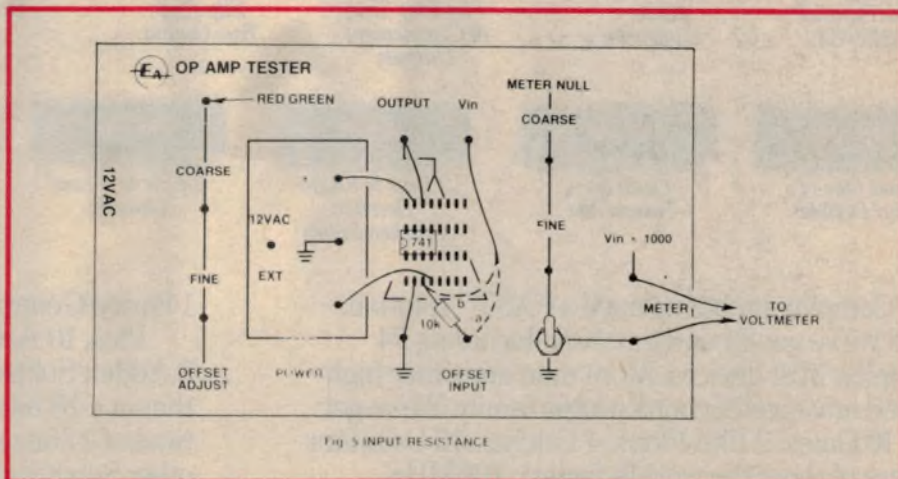 EA OP AMP TESTER
RED GREEN
OUTPUT Vin
METER NULL
COARSE
COARSE
12VAC
12VAC
741
FINE
Vin × 1000
EXT
FINE
b
a
10k
METER
TO
VOLTMETER
OFFSET
ADJUST
POWER
OFFSET
INPUT
Fig. 5 INPUT RESISTANCE